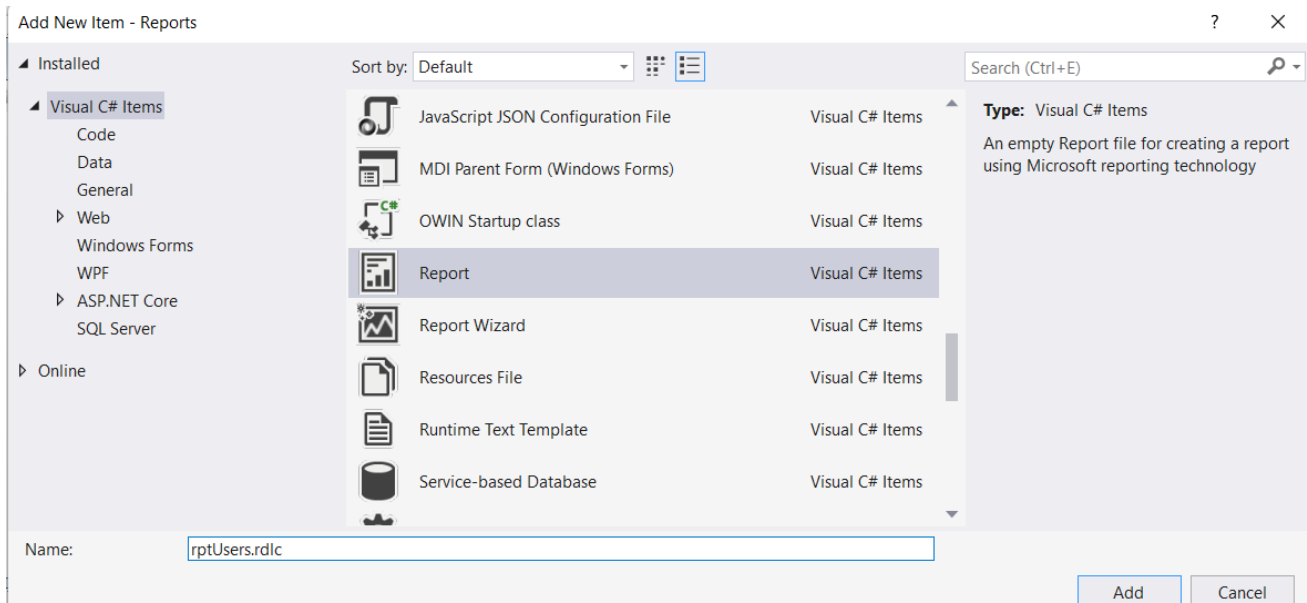 Add New Item - Reports
?
Installed
Visual C# Items
Code
Data
General
Web
Windows Forms
WPF
ASP.NET Core
SQL Server
Online
Sort by: Default
JavaScript JSON Configuration File Visual C# Items
MDI Parent Form (Windows Forms) Visual C# Items
C#
OWIN Startup class Visual C# Items
Report Visual C# Items
Report Wizard Visual C# Items
Resources File Visual C# Items
Runtime Text Template Visual C# Items
Service-based Database Visual C# Items
Search (Ctrl+E)
Type: Visual C# Items
An empty Report file for creating a report
using Microsoft reporting technology
Name: rptUsers.rdlc
Add Cancel